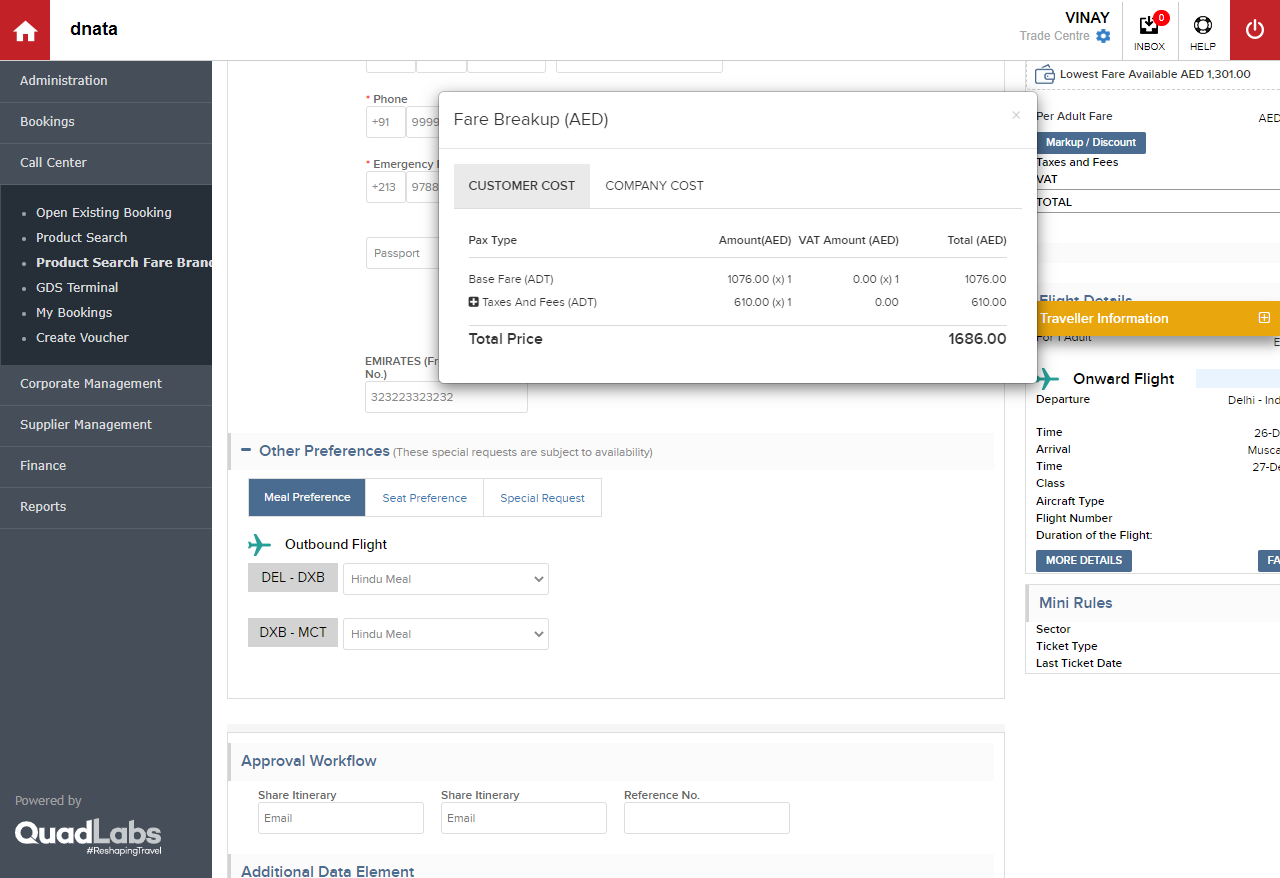 dnata
VINAY
Trade Centre
0
INBOX
HELP
Administration
Bookings
Call Center
Open Existing Booking
Product Search
Product Search Fare Bran
GDS Terminal
My Bookings
Create Voucher
Corporate Management
Supplier Management
Finance
Reports
Powered by
QuadLabs
#ReshapingTravel
* Phone
+91
9999
* Emergency
+213
9788
Passport
EMIRATES (Fr
No.)
323223323232
Fare Breakup (AED)
×
CUSTOMER COST
COMPANY COST
Pax Type Amount(AED) VAT Amount (AED) Total (AED)
Base Fare (ADT) 1076.00 (x) 1 0.00 (x) 1 1076.00
Taxes And Fees (ADT) 610.00 (x) 1 0.00 610.00
Total Price 1686.00
Other Preferences (These special requests are subject to availability)
Meal Preference
Seat Preference
Special Request
Outbound Flight
DEL - DXB
Hindu Meal
DXB - MCT
Hindu Meal
Approval Workflow
Share Itinerary
Share Itinerary
Reference No.
Email
Email
Additional Data Element
Lowest Fare Available AED 1,301.00
Per Adult Fare
AED
Markup / Discount
Taxes and Fees
VAT
TOTAL
Flight Details
Traveller Information
For 1 Adult
E
Onward Flight
Departure
Delhi - Ind
Time
26-D
Arrival
Musca
Time
27-De
Class
Aircraft Type
Flight Number
Duration of the Flight:
MORE DETAILS
FA
Mini Rules
Sector
Ticket Type
Last Ticket Date